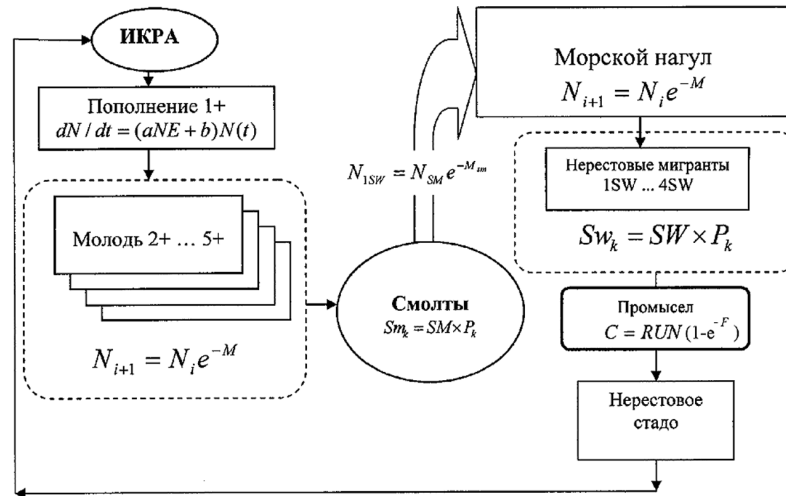 ИКРА
Пополнение 1+
dN / dt = (aNE + b)N(t)
Молодь 2+ … 5+
N_{i+1} = N_i e^{-M}
Смолты
Sm_k = SM × P_k
N_{1SW} = N_{SM} e^{-M_{sm}}
Морской нагул
N_{i+1} = N_i e^{-M}
Нерестовые мигранты
1SW ... 4SW
Sw_k = SW × P_k
Промысел
C = RUN (1-e^{-F})
Нерестовое
стадо